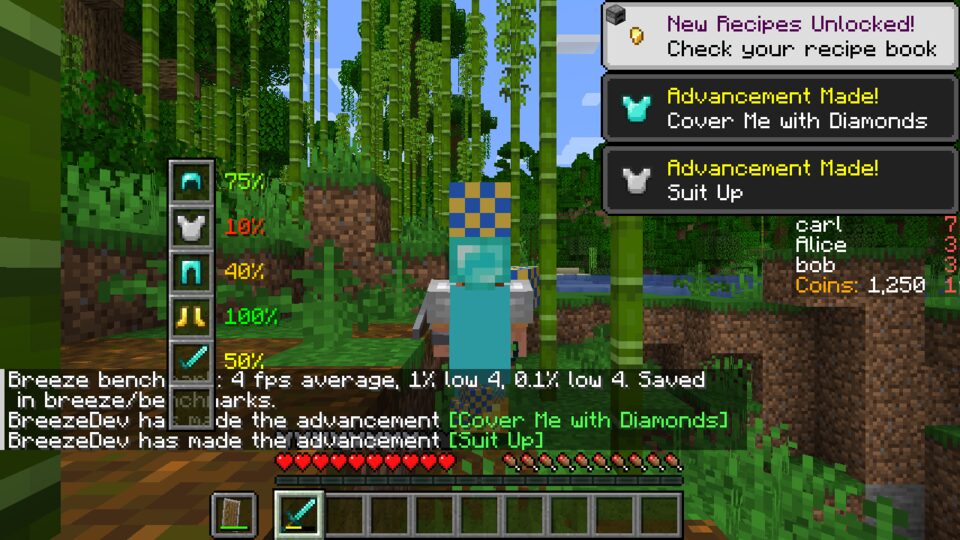 New Recipes Unlocked!
Check your recipe book
Advancement Made!
Cover Me with Diamonds
Advancement Made!
Suit Up
75%
10%
40%
100%
50%
carl 7
Alice 3
bob 3
Coins: 1,250 1
Breeze bench : 4 fps average, 1% low 4, 0.1% low 4. Saved
in breeze/benchmarks.
BreezeDev has made the advancement [Cover Me with Diamonds]
BreezeDev has made the advancement [Suit Up]